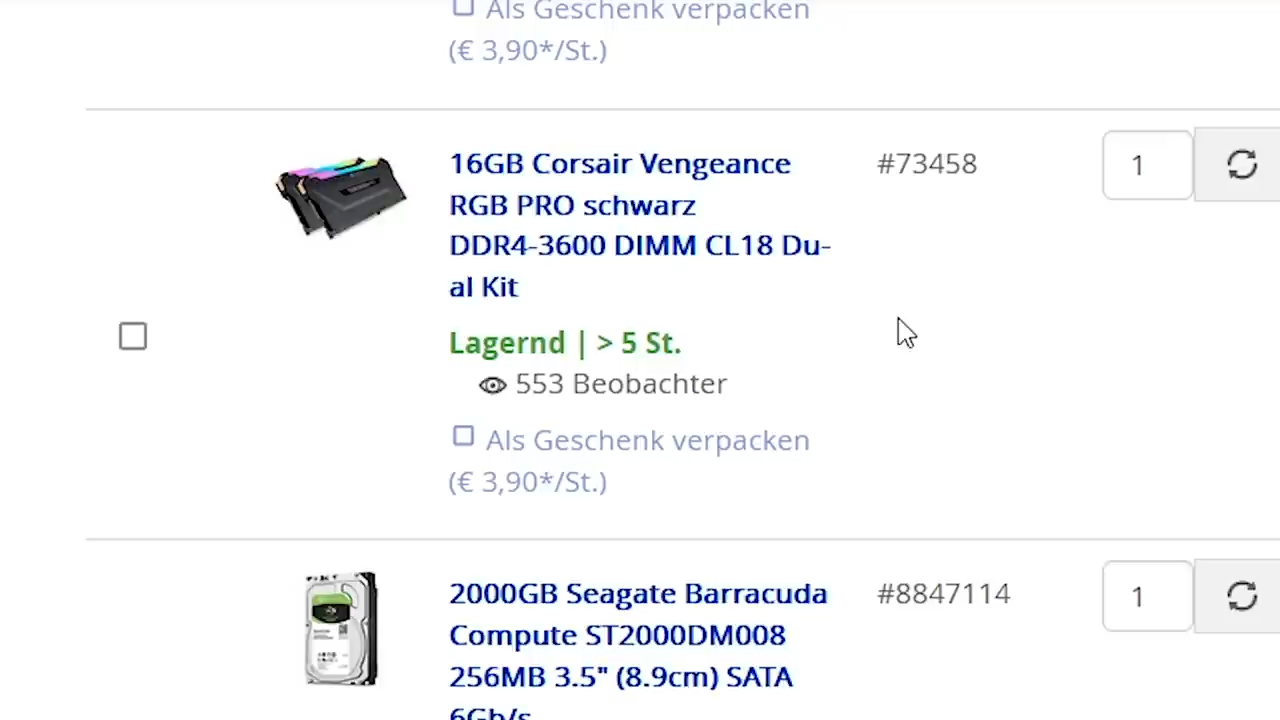 Als Geschenk verpacken
(€ 3,90*/St.)
16GB Corsair Vengeance
RGB PRO schwarz
DDR4-3600 DIMM CL18 Du-
al Kit
#73458
1
Lagernd | > 5 St.
553 Beobachter
Als Geschenk verpacken
(€ 3,90*/St.)
2000GB Seagate Barracuda
Compute ST2000DM008
256MB 3.5" (8.9cm) SATA
6Gb/s
#8847114
1